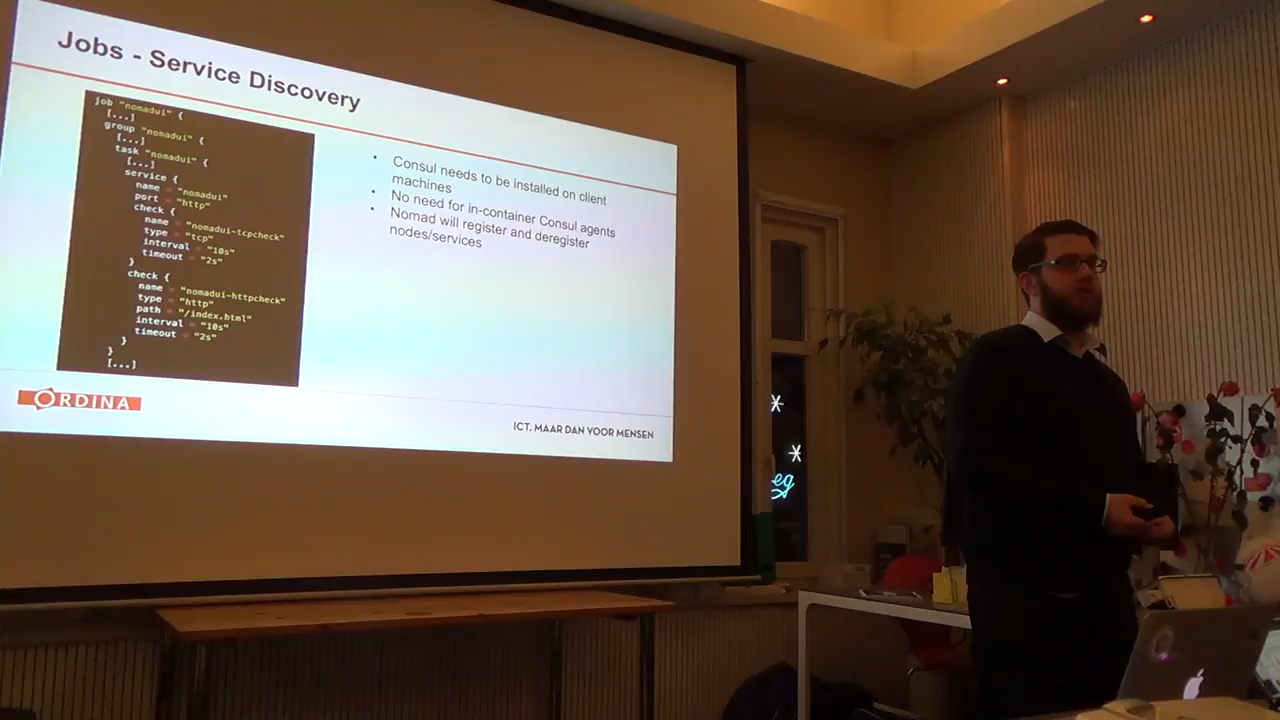 Jobs - Service Discovery
job "nomadui" {
[...]
group "nomadui" {
[...]
task "nomadui" {
[...]
service {
name = "nomadui"
port = "http"
check {
name = "nomadui-tcpcheck"
type = "tcp"
interval = "10s"
timeout = "2s"
}
check {
name = "nomadui-httpcheck"
type = "http"
path = "/index.html"
interval = "10s"
timeout = "2s"
}
}
[...]
• Consul needs to be installed on client
machines
• No need for in-container Consul agents
• Nomad will register and deregister
nodes/services
ORDINA
ICT. MAAR DAN VOOR MENSEN
eg